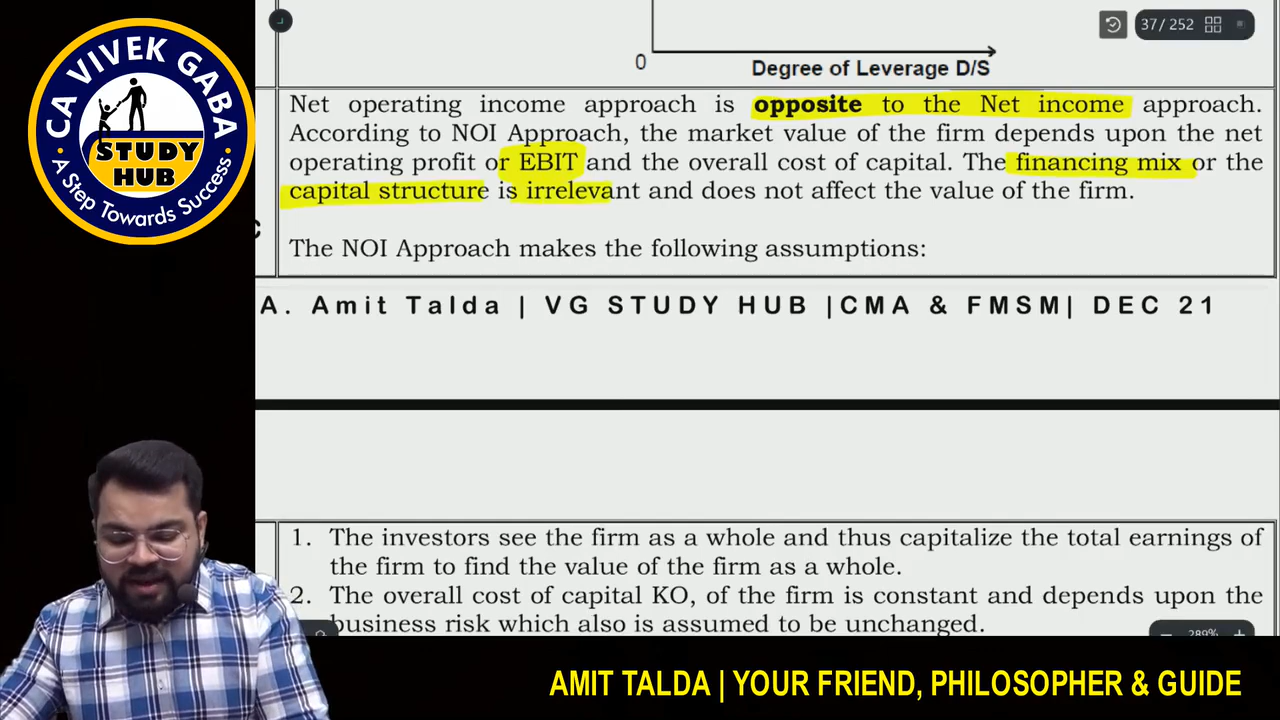 CA VIVEK GABA
STUDY
HUB
A Step Towards Success
37/252
0
Degree of Leverage D/S
Net operating income approach is opposite to the Net income approach.
According to NOI Approach, the market value of the firm depends upon the net
operating profit or EBIT and the overall cost of capital. The financing mix or the
capital structure is irrelevant and does not affect the value of the firm.
The NOI Approach makes the following assumptions:
A. Amit Talda | VG STUDY HUB |CMA & FMSM| DEC 21
1. The investors see the firm as a whole and thus capitalize the total earnings of
the firm to find the value of the firm as a whole.
2. The overall cost of capital KO, of the firm is constant and depends upon the
business risk which also is assumed to be unchanged.
289%
AMIT TALDA | YOUR FRIEND, PHILOSOPHER & GUIDE